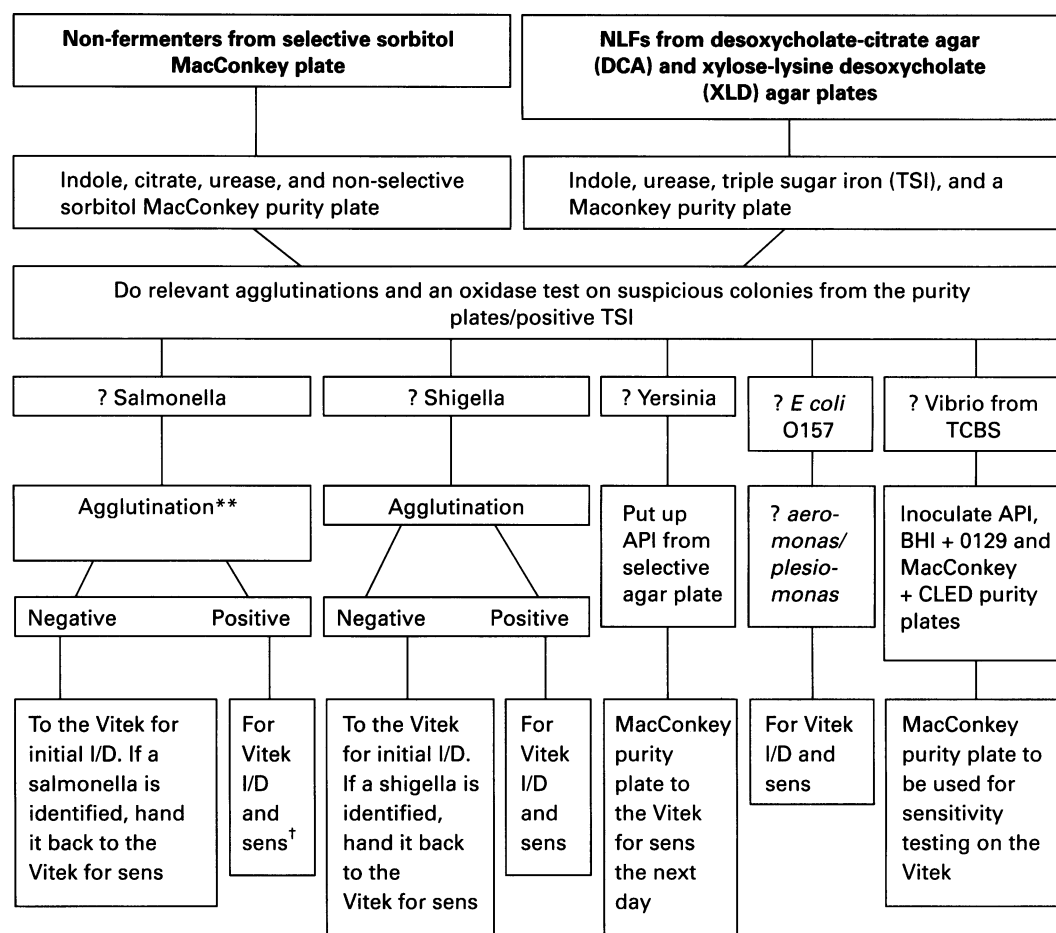 Non-fermenters from selective sorbitol
MacConkey plate
NLFs from desoxycholate-citrate agar
(DCA) and xylose-lysine desoxycholate
(XLD) agar plates
Indole, citrate, urease, and non-selective
sorbitol MacConkey purity plate
Indole, urease, triple sugar iron (TSI), and a
Maconkey purity plate
Do relevant agglutinations and an oxidase test on suspicious colonies from the purity
plates/positive TSI
? Salmonella
? Shigella
? Yersinia
? E coli
O157
? Vibrio from
TCBS
Agglutination**
Agglutination
Put up
API from
selective
agar plate
? aero-
monas/
plesio-
monas
Inoculate API,
BHI + 0129 and
MacConkey
+ CLED purity
plates
Negative Positive
Negative Positive
To the Vitek for
initial I/D. If a
salmonella is
identified, hand
it back to the
Vitek for sens
For
Vitek
I/D
and
sens†
To the Vitek
for initial I/D.
If a shigella is
identified,
hand it back
to the
Vitek for sens
For
Vitek
I/D
and
sens
MacConkey
purity
plate to
the Vitek
for sens
the next
day
For Vitek
I/D and
sens
MacConkey
purity plate to
be used for
sensitivity
testing on the
Vitek